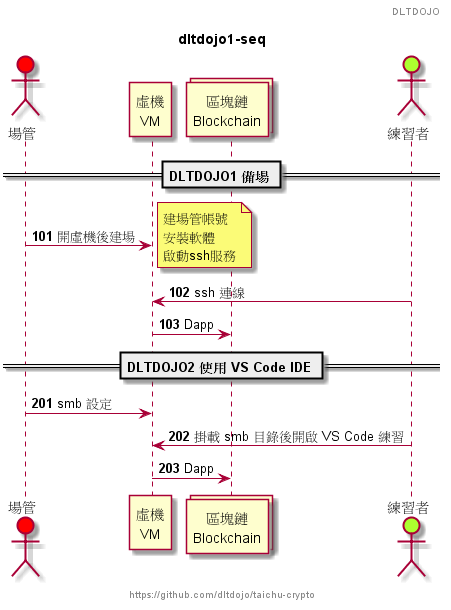 DLTDOJO
dltdojo1-seq
場管
虛機
VM
區塊鏈
Blockchain
練習者
DLTDOJO1 備場
101 開虛機後建場
建場管帳號
安裝軟體
啟動ssh服務
102 ssh 連線
103 Dapp
DLTDOJO2 使用 VS Code IDE
201 smb 設定
202 掛載 smb 目錄後開啟 VS Code 練習
203 Dapp
場管
虛機
VM
區塊鏈
Blockchain
練習者
https://github.com/dltdojo/taichu-crypto